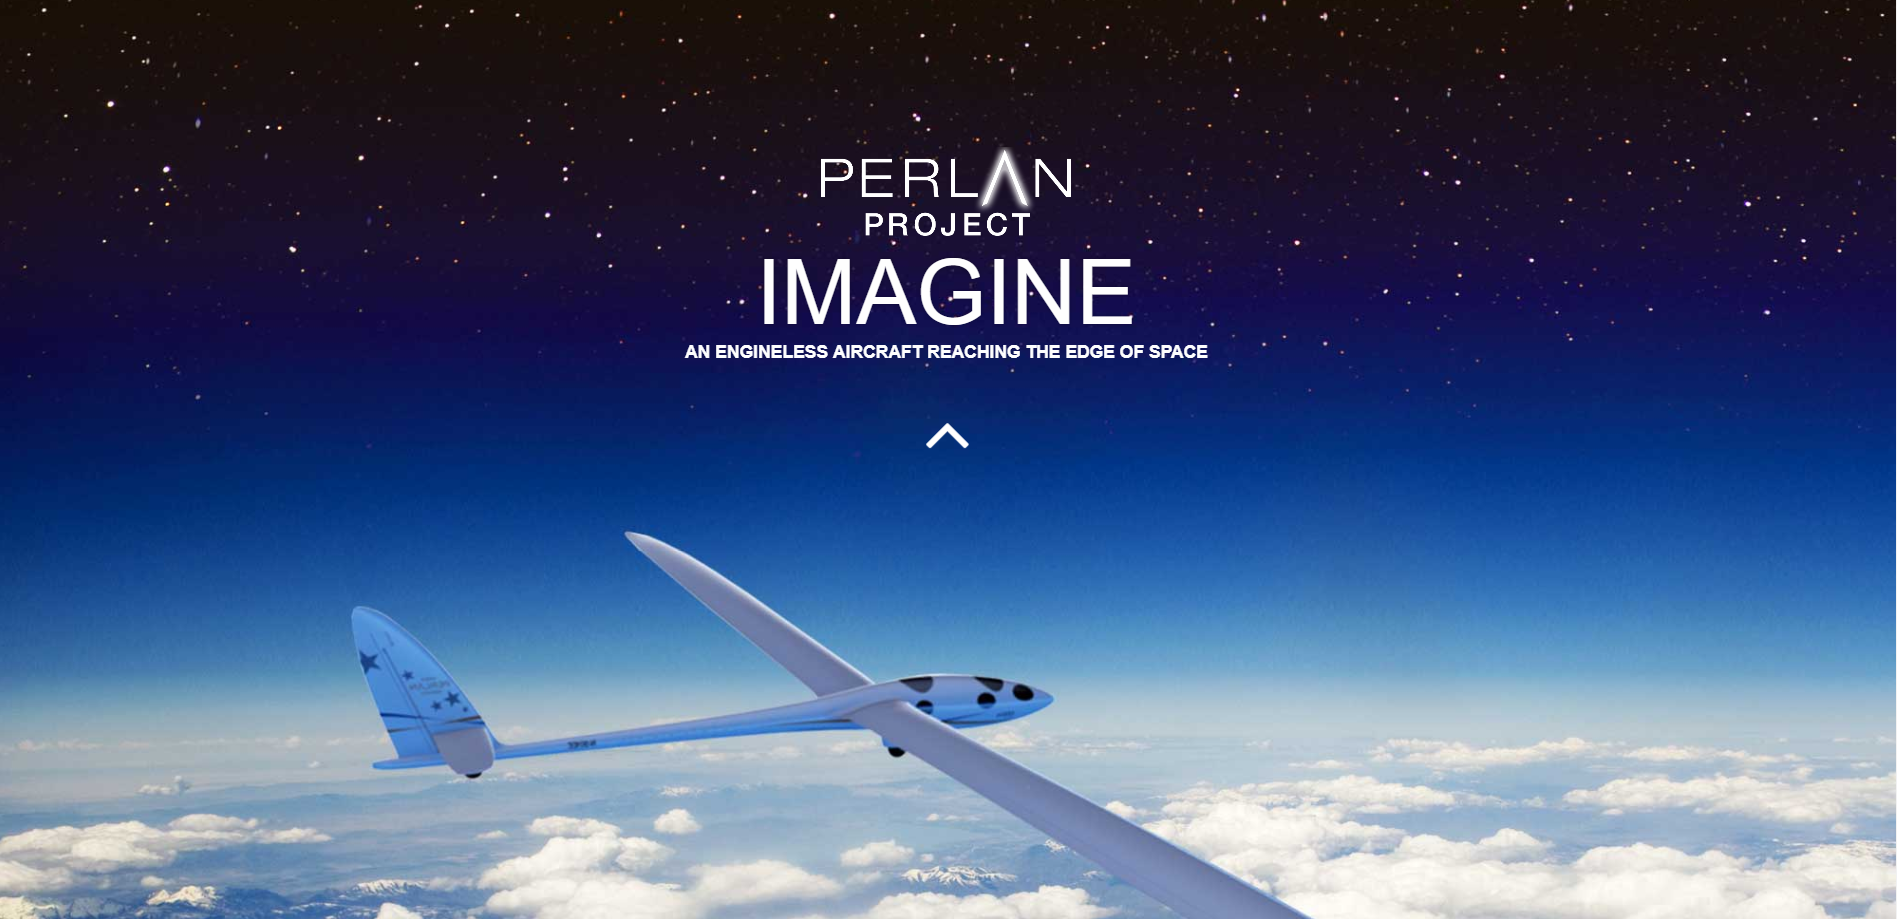 PERLAN
PROJECT
IMAGINE
AN ENGINELESS AIRCRAFT REACHING THE EDGE OF SPACE